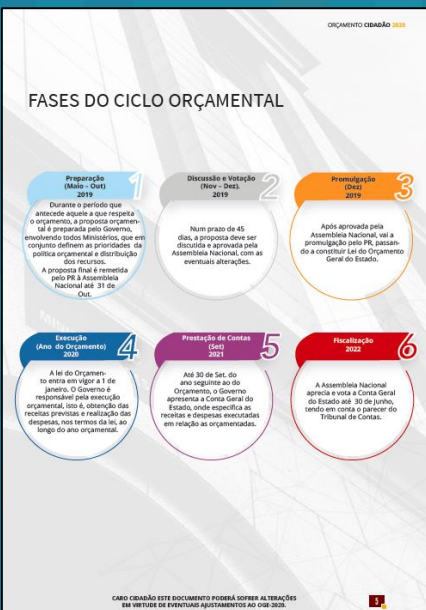 ORÇAMENTO CIDADÃO 2020
FASES DO CICLO ORÇAMENTAL
Preparação
(Maio - Out)
2019
1
Durante o período que
antecede aquele a que respeita
o orçamento, a proposta orçamen-
tal é preparada pelo Governo,
envolvendo todos Ministérios, que em
conjunto definem as prioridades da
política orçamental e distribuição
dos recursos.
A proposta final é remetida
pelo PR à Assembleia
Nacional até 31 de
Out.
Discussão e Votação
(Nov - Dez).
2019
2
Num prazo de 45
dias, a proposta deve ser
discutida e aprovada pela
Assembleia Nacional, com as
eventuais alterações.
Promulgação
(Dez)
2019
3
Após aprovada pela
Assembleia Nacional, vai a
promulgação pelo PR, passan-
do a constituir Lei do Orçamento
Geral do Estado.
Execução
(Ano do Orçamento)
2020
4
A lei do Orçamen-
to entra em vigor a 1 de
janeiro. O Governo é
responsável pela execução
orçamental, isto é, obtenção das
receitas previstas e realização das
despesas, nos termos da lei, ao
longo do ano orçamental.
Prestação de Contas
(Set)
2021
5
Até 30 de Set. do
ano seguinte ao do
Orçamento, o Governo
apresenta a Conta Geral do
Estado, onde especifica as
receitas e despesas executadas
em relação as orçamentadas.
Fiscalização
2022
6
A Assembleia Nacional
aprecia e vota a Conta Geral
do Estado até 30 de Junho,
tendo em conta o parecer do
Tribunal de Contas.
CARO CIDADÃO ESTE DOCUMENTO PODERÁ SOFRER ALTERAÇÕES
EM VIRTUDE DE EVENTUAIS AJUSTAMENTOS AO OGE-2020.
5